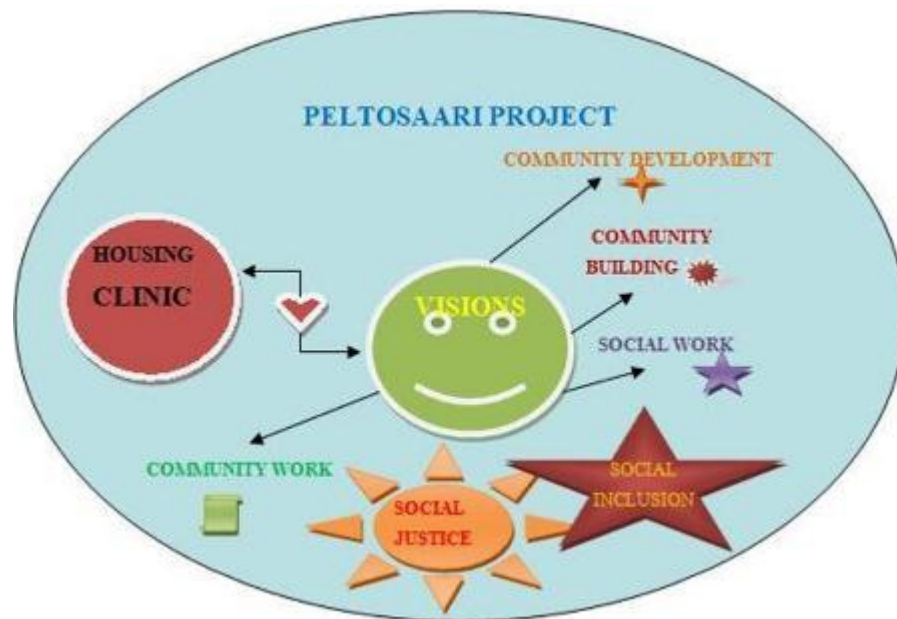 PELTOSAARI PROJECT
COMMUNITY DEVELOPMENT
COMMUNITY
BUILDING
HOUSING
CLINIC
VISIONS
SOCIAL WORK
COMMUNITY WORK
SOCIAL
INCLUSION
SOCIAL
JUSTICE